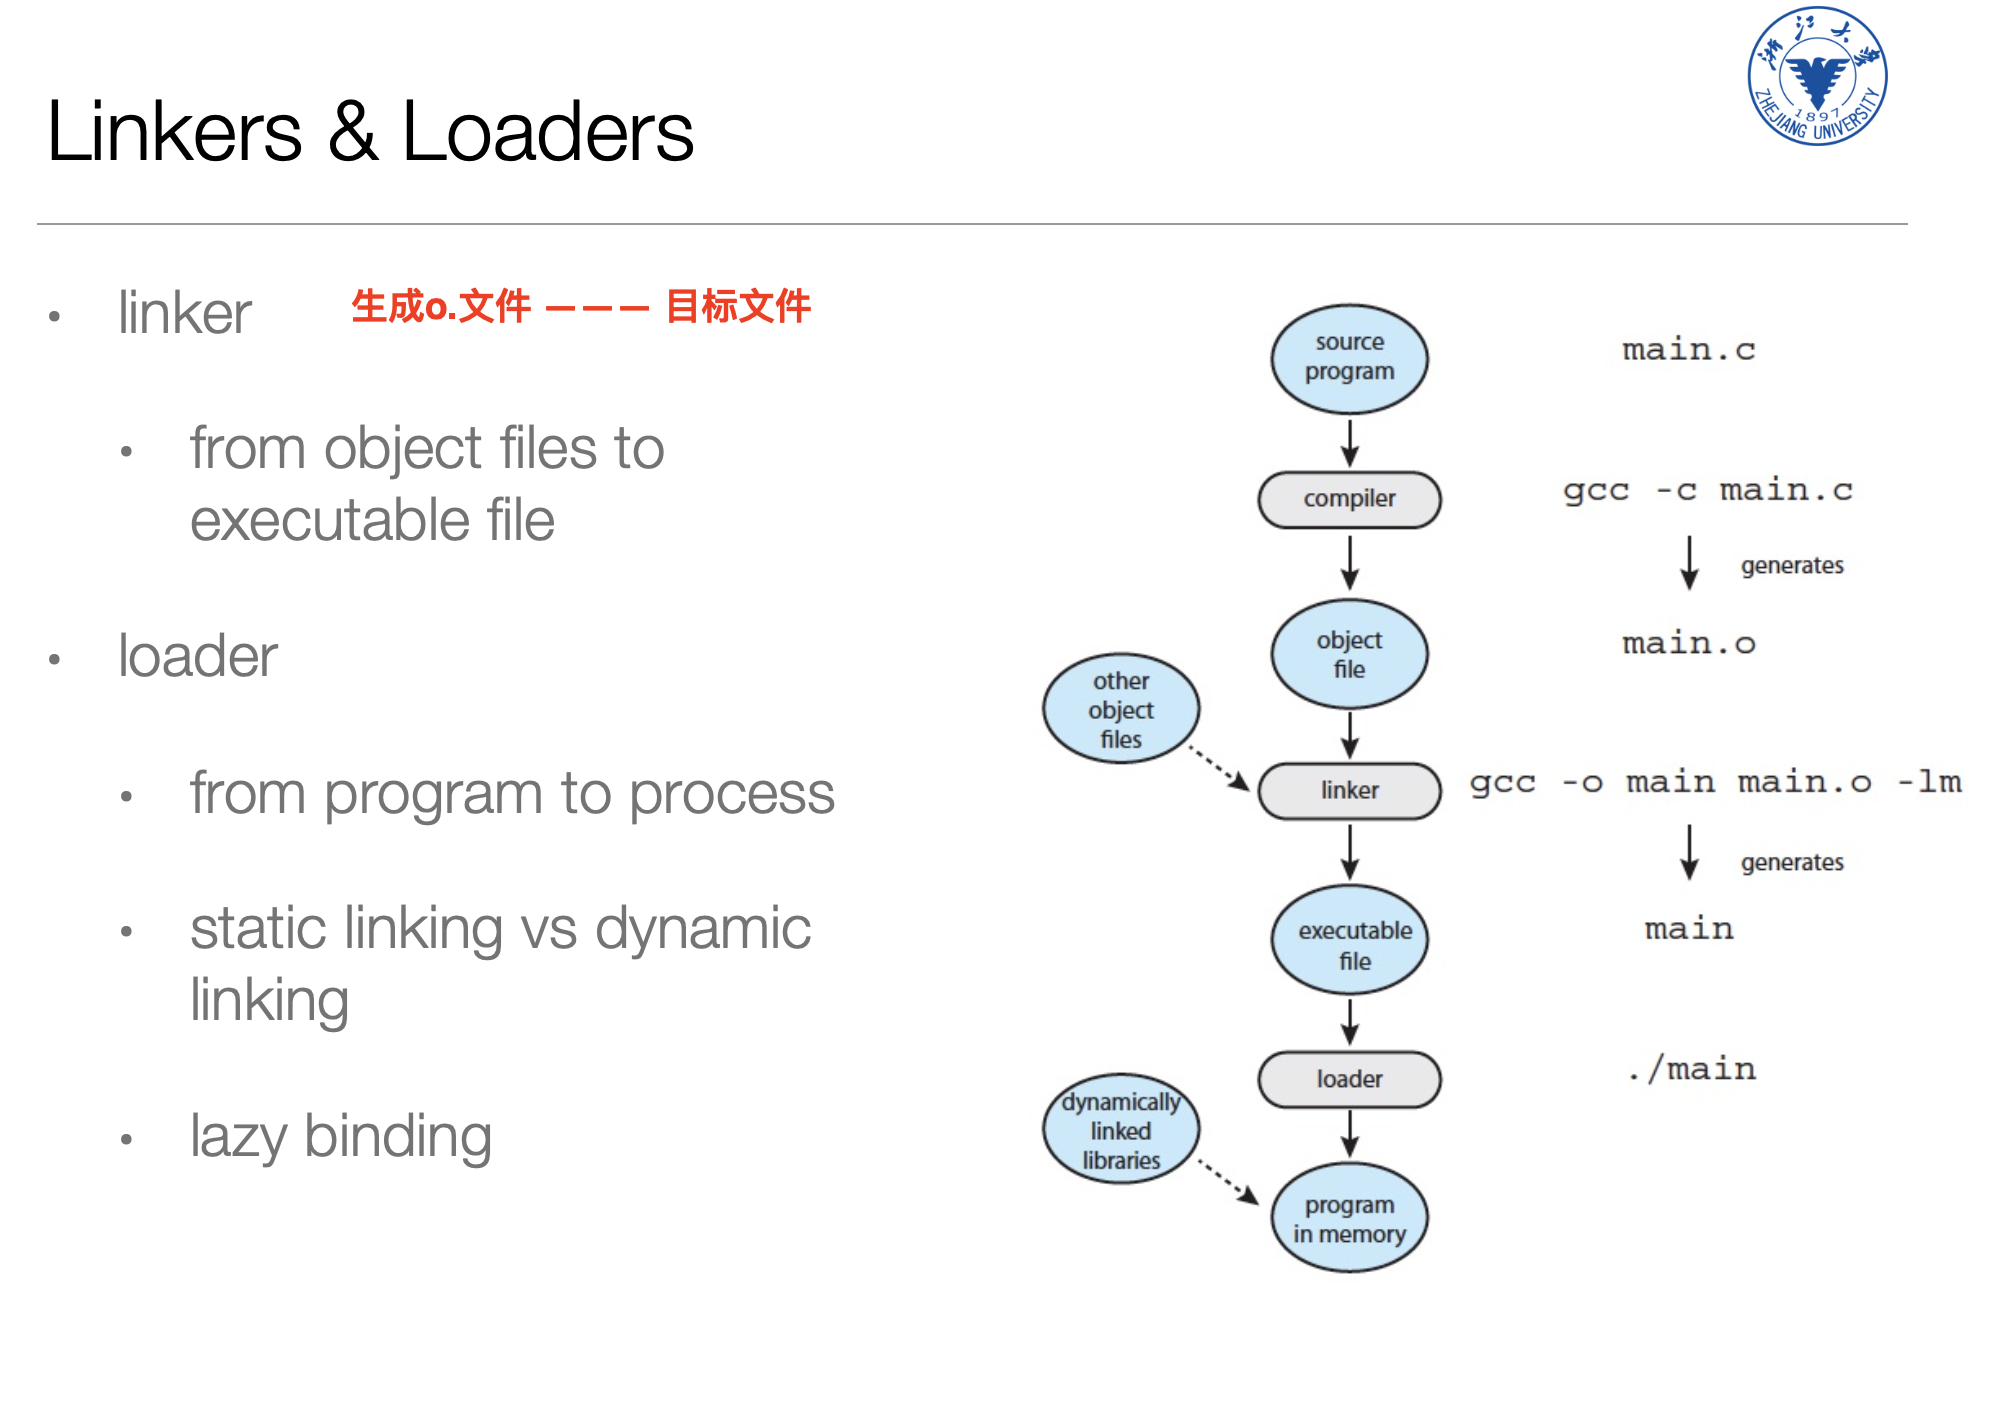 浙江大学
ZHEJIANG UNIVERSITY
1897
Linkers & Loaders
• linker
生成o.文件 — — — 目标文件
• from object files to
executable file
• loader
• from program to process
• static linking vs dynamic
linking
• lazy binding
source
program
main.c
compiler
gcc -c main.c
generates
object
file
main.o
other
object
files
linker
gcc -o main main.o -lm
generates
executable
file
main
loader
./main
dynamically
linked
libraries
program
in memory